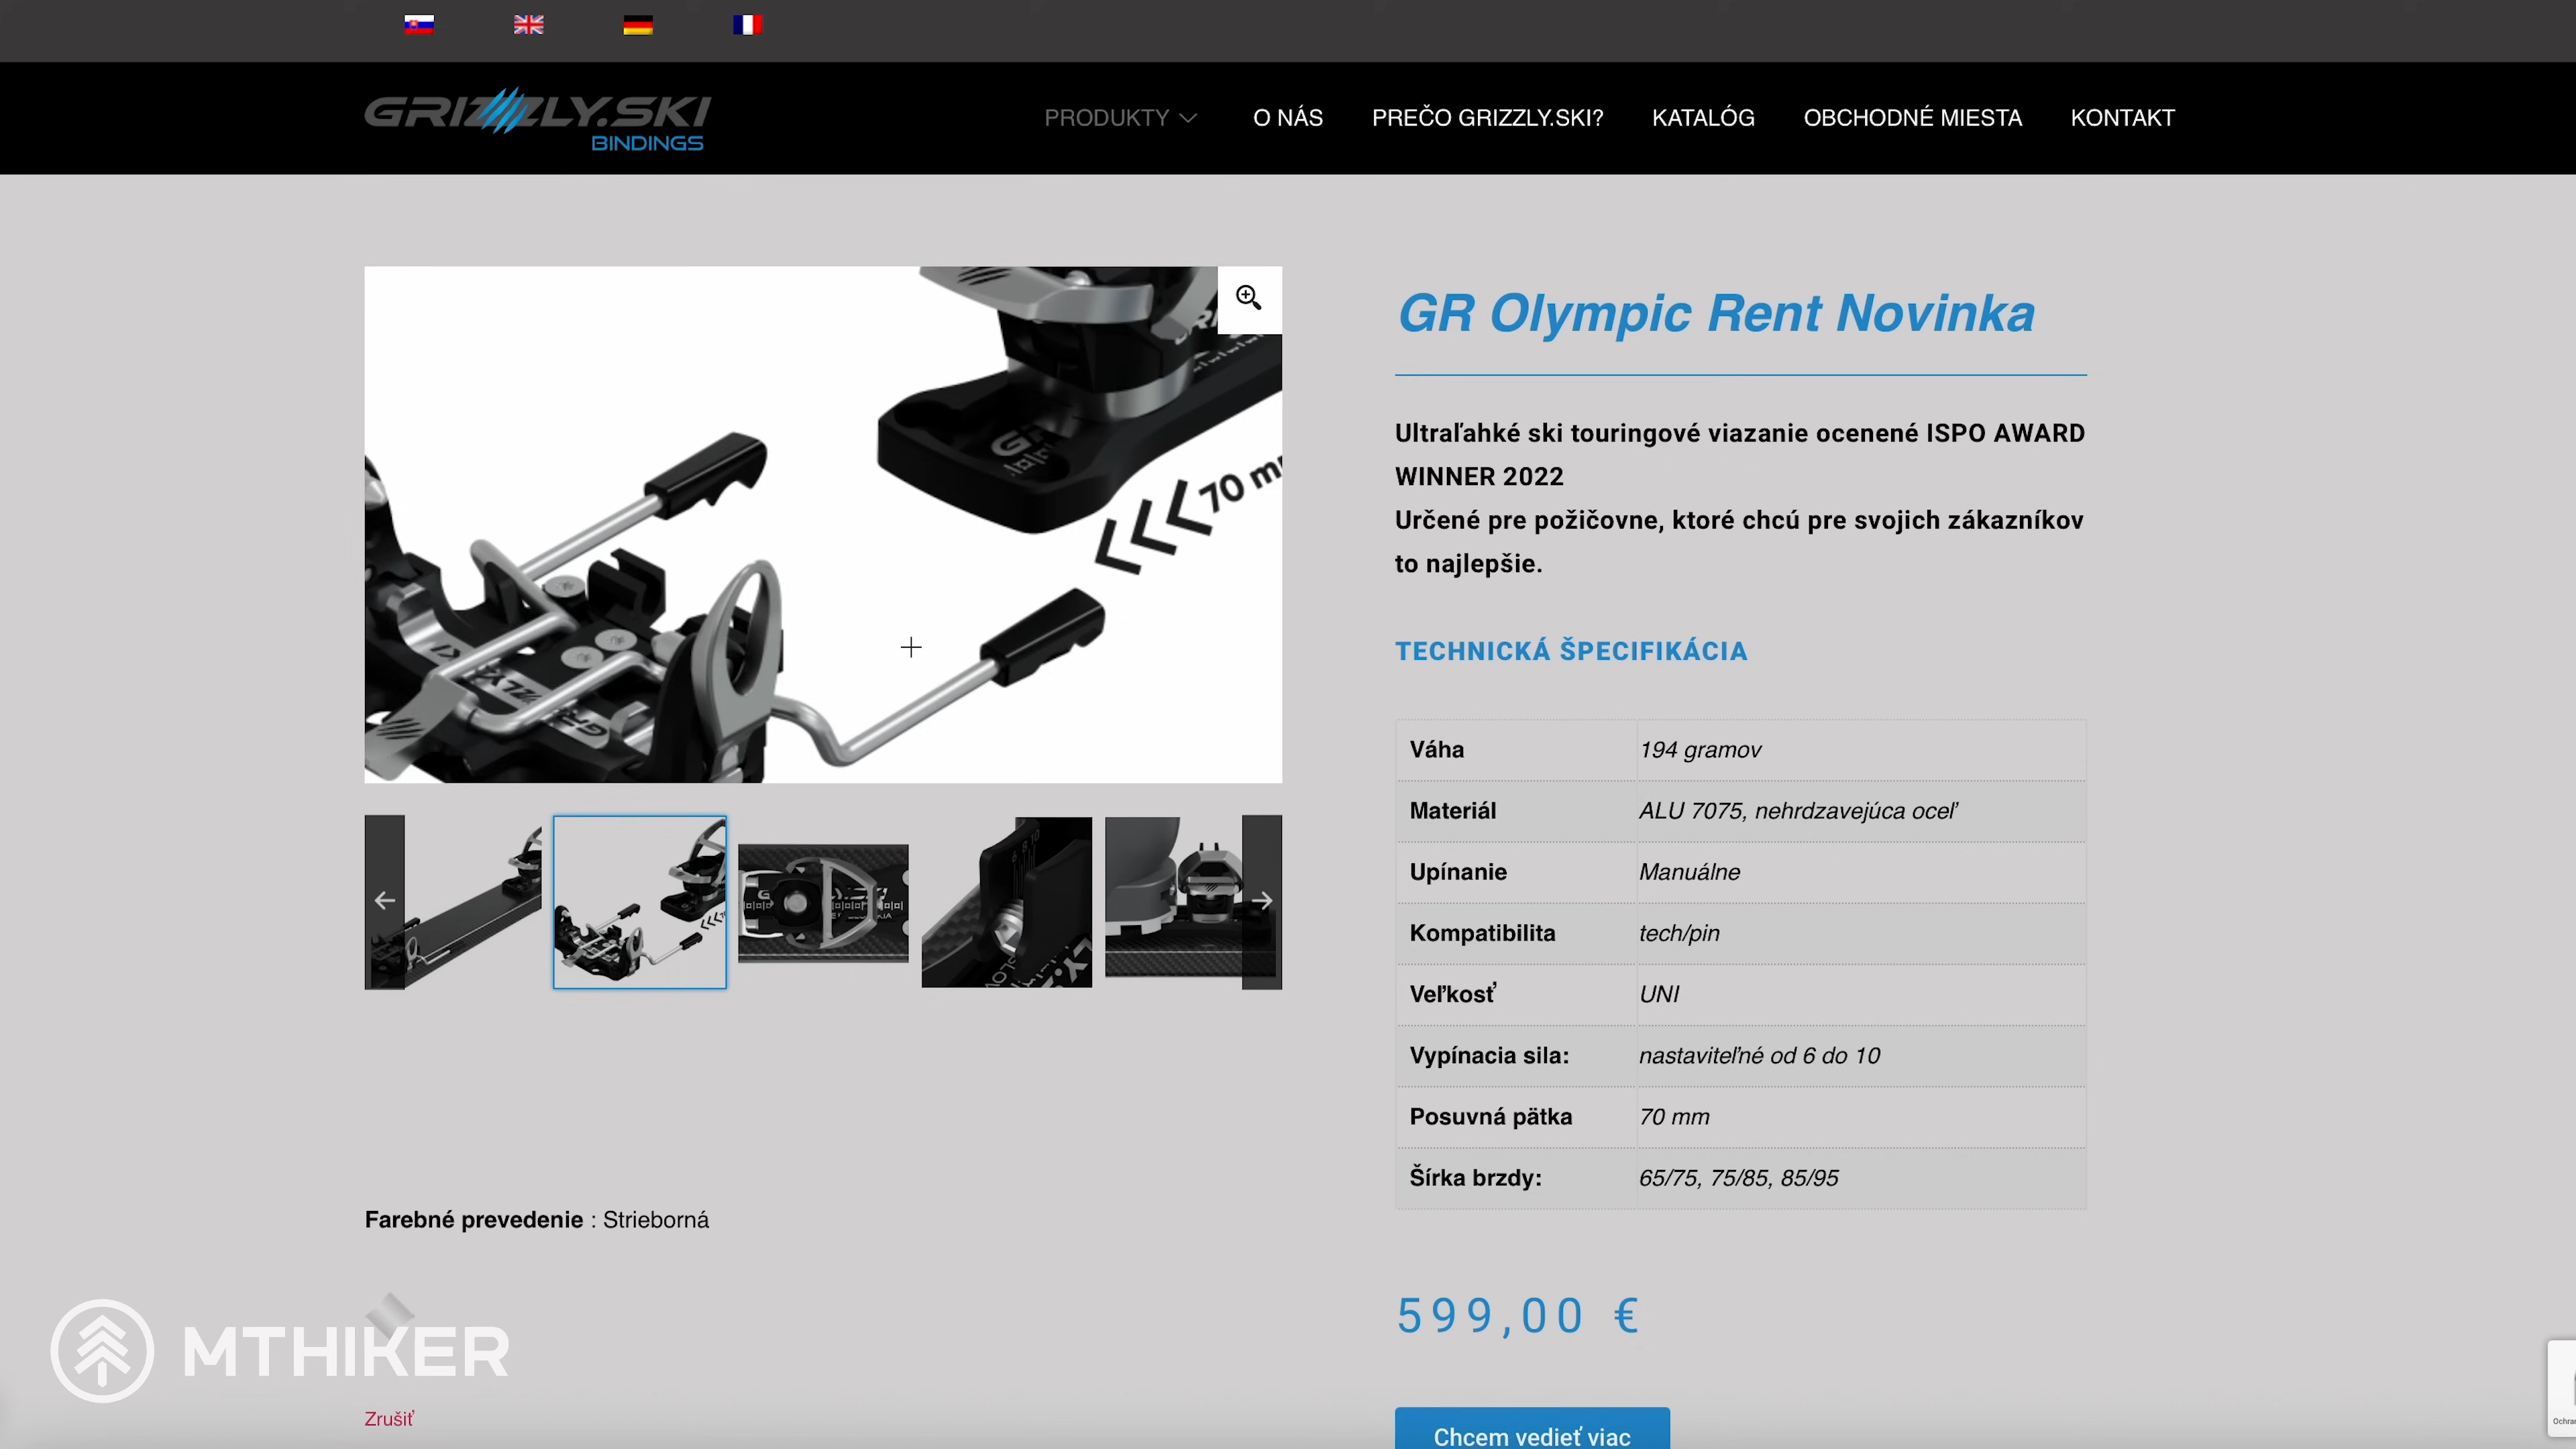 GRIZZLY.SKI
BINDINGS
PRODUKTY
O NÁS
PREČO GRIZZLY.SKI?
KATALÓG
OBCHODNÉ MIESTA
KONTAKT
70 m
GR Olympic Rent Novinka
Ultraľahké ski touringové viazanie ocenené ISPO AWARD
WINNER 2022
Určené pre požičovne, ktoré chcú pre svojich zákazníkov
to najlepšie.
TECHNICKÁ ŠPECIFIKÁCIA
Váha 194 gramov
Materiál ALU 7075, nehrdzavejúca oceľ
Upínanie Manuálne
Kompatibilita tech/pin
Veľkosť UNI
Vypínacia sila: nastaviteľné od 6 do 10
Posuvná pätka 70 mm
Šírka brzdy: 65/75, 75/85, 85/95
Farebné prevedenie : Strieborná
599,00 €
MTHIKER
Zrušiť
Chcem vedieť viac